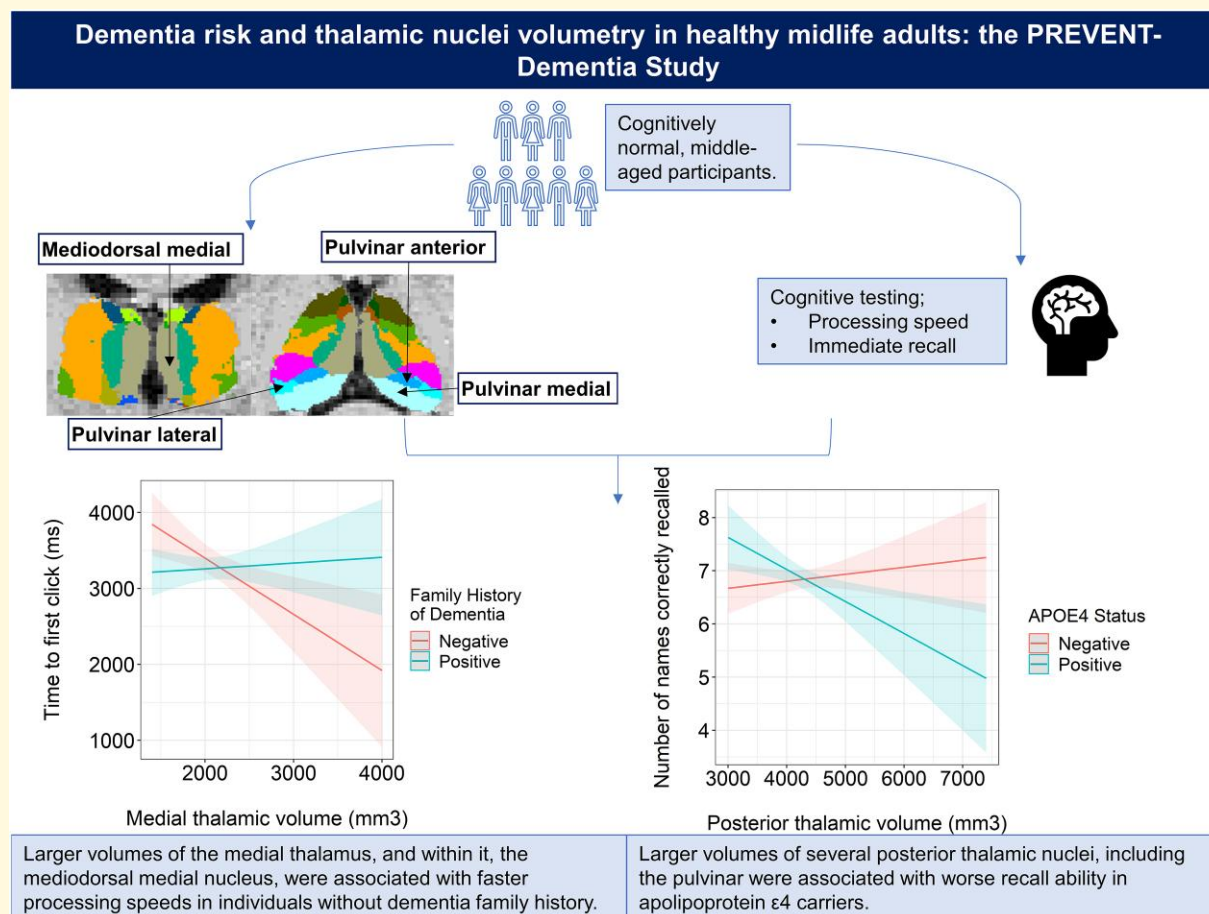 Dementia risk and thalamic nuclei volumetry in healthy midlife adults: the PREVENT-
Dementia Study
Cognitively
normal, middle-
aged participants.
Mediodorsal medial
Pulvinar anterior
Pulvinar medial
Pulvinar lateral
Cognitive testing;
• Processing speed
• Immediate recall
Time to first click (ms)
4000
3000
2000
1000
2000 3000 4000
Medial thalamic volume (mm3)
Family History
of Dementia
Negative
Positive
Number of names correctly recalled
8
7
6
5
4
3000 4000 5000 6000 7000
Posterior thalamic volume (mm3)
APOE4 Status
Negative
Positive
Larger volumes of the medial thalamus, and within it, the
mediodorsal medial nucleus, were associated with faster
processing speeds in individuals without dementia family history.
Larger volumes of several posterior thalamic nuclei, including
the pulvinar were associated with worse recall ability in
apolipoprotein ε4 carriers.